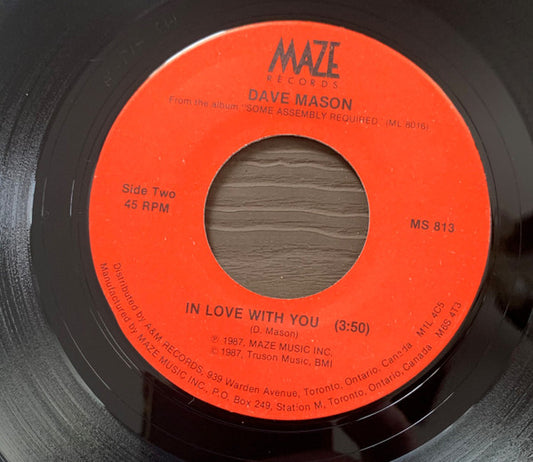 MAZE
RECORDS
DAVE MASON
From the album "SOME ASSEMBLY REQUIRED (ML 8016)
Side Two
45 RPM
MS 813
IN LOVE WITH YOU (3:50)
(D. Mason)
℗ 1987, MAZE MUSIC INC.
© 1987, Truson Music, BMI
Distributed by A&M RECORDS, 939 Warden Avenue, Toronto, Ontario, Canada M1L 4C5
Manufactured by MAZE MUSIC INC., P.O. Box 249, Station M, Toronto, Ontario, Canada M6S 4T3